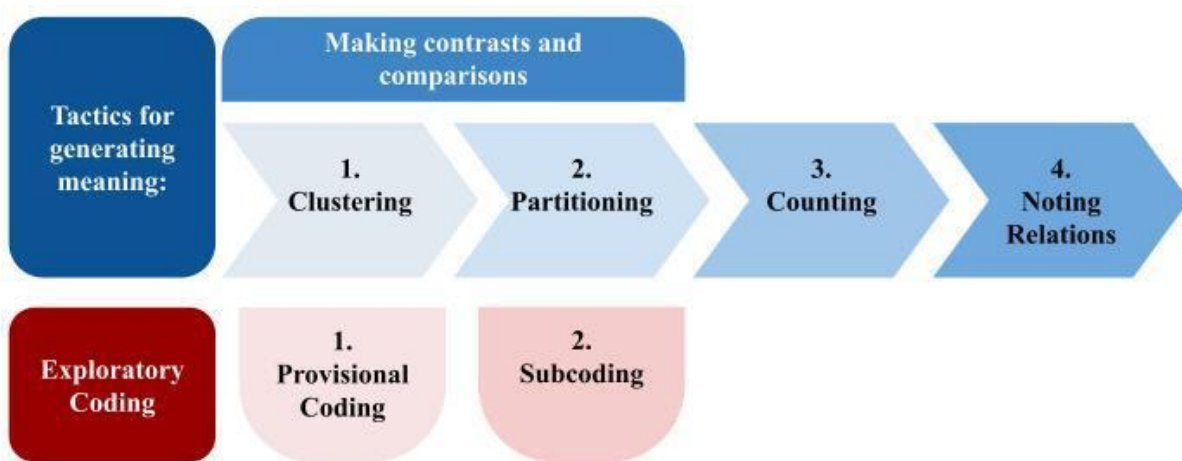 Tactics for
generating
meaning:
Making contrasts and
comparisons
1.
Clustering
2.
Partitioning
3.
Counting
4.
Noting
Relations
Exploratory
Coding
1.
Provisional
Coding
2.
Subcoding